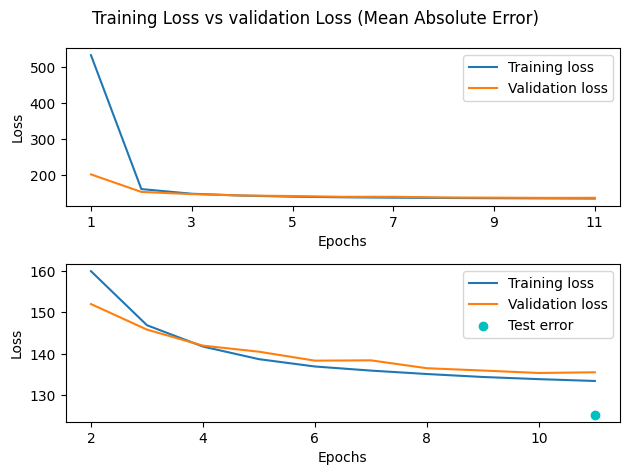 Training Loss vs validation Loss (Mean Absolute Error)
500
400
300
200
Loss
Training loss
Validation loss
1 3 5 7 9 11
Epochs
160
150
140
130
Loss
Training loss
Validation loss
Test error
2 4 6 8 10
Epochs